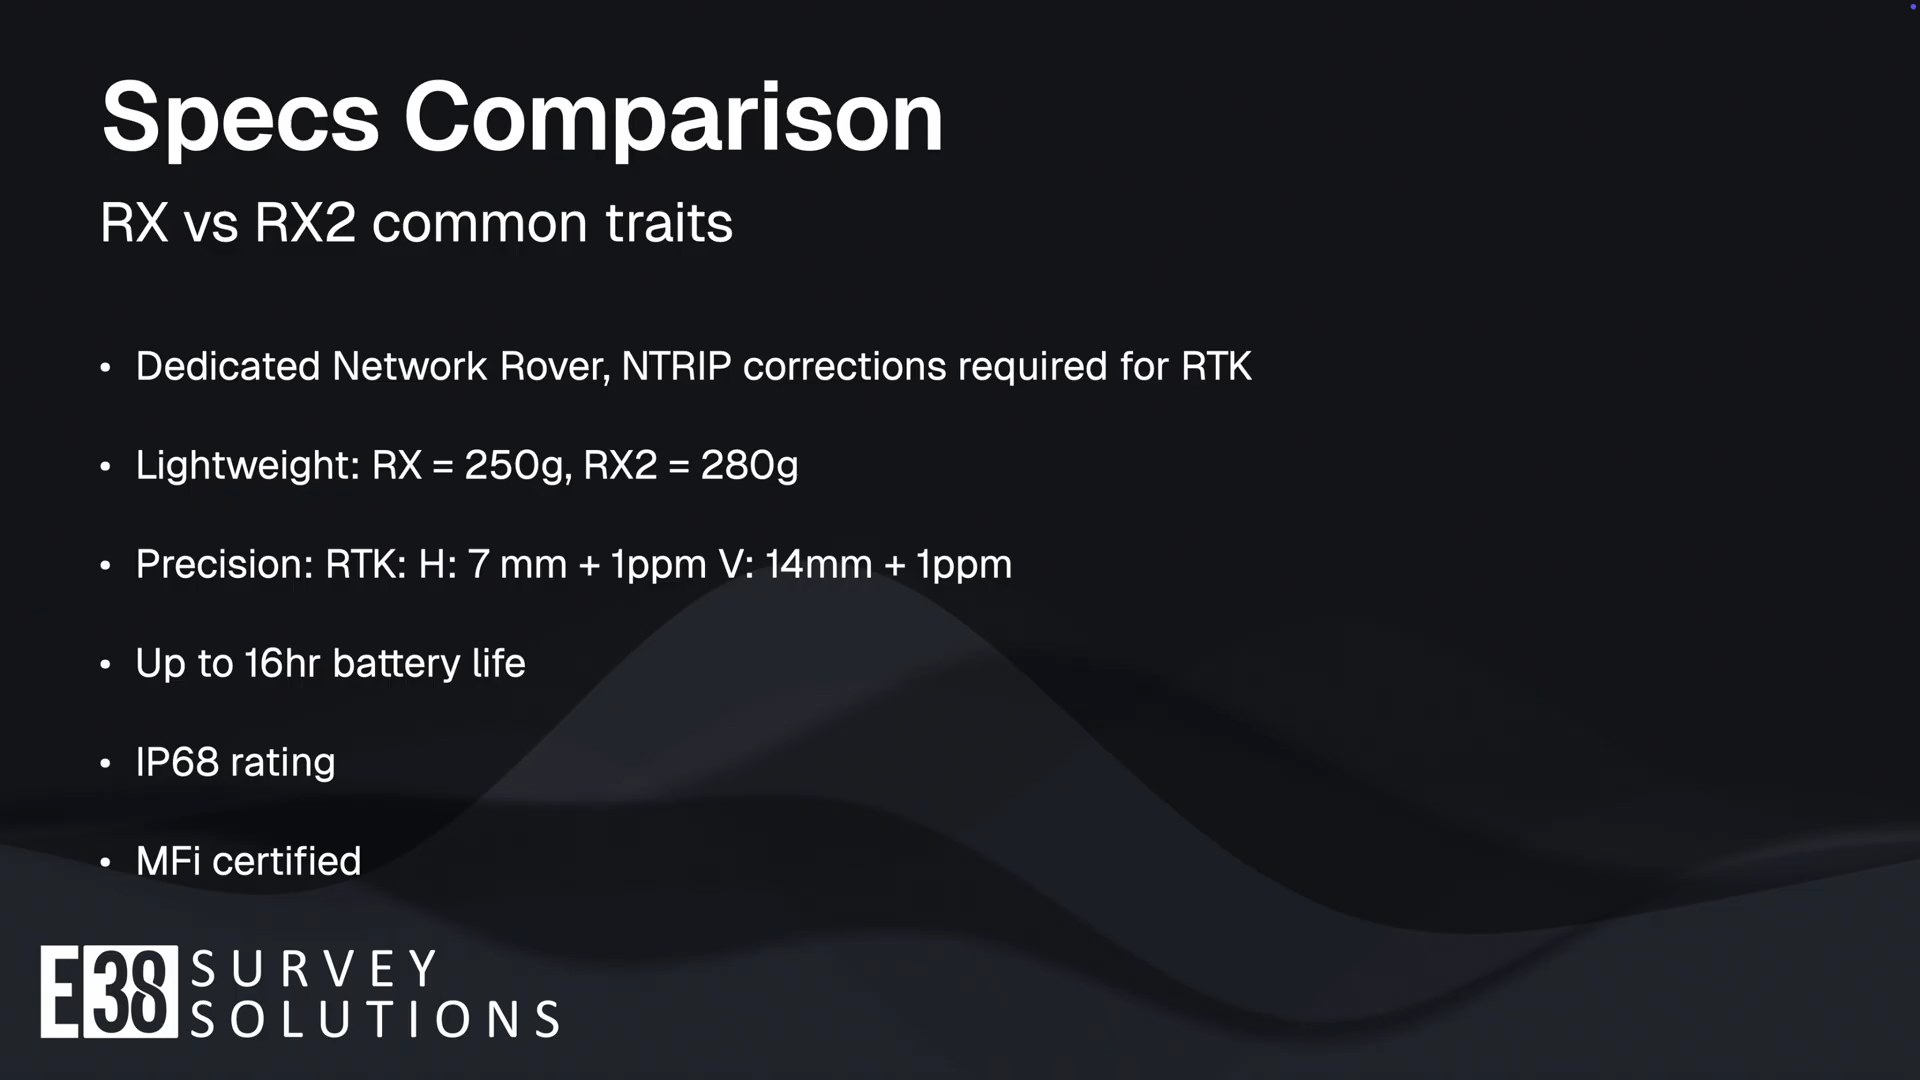 Specs Comparison
RX vs RX2 common traits
• Dedicated Network Rover, NTRIP corrections required for RTK
• Lightweight: RX = 250g, RX2 = 280g
• Precision: RTK: H: 7 mm + 1ppm V: 14mm + 1ppm
• Up to 16hr battery life
• IP68 rating
• MFi certified
E38 SURVEY
SOLUTIONS